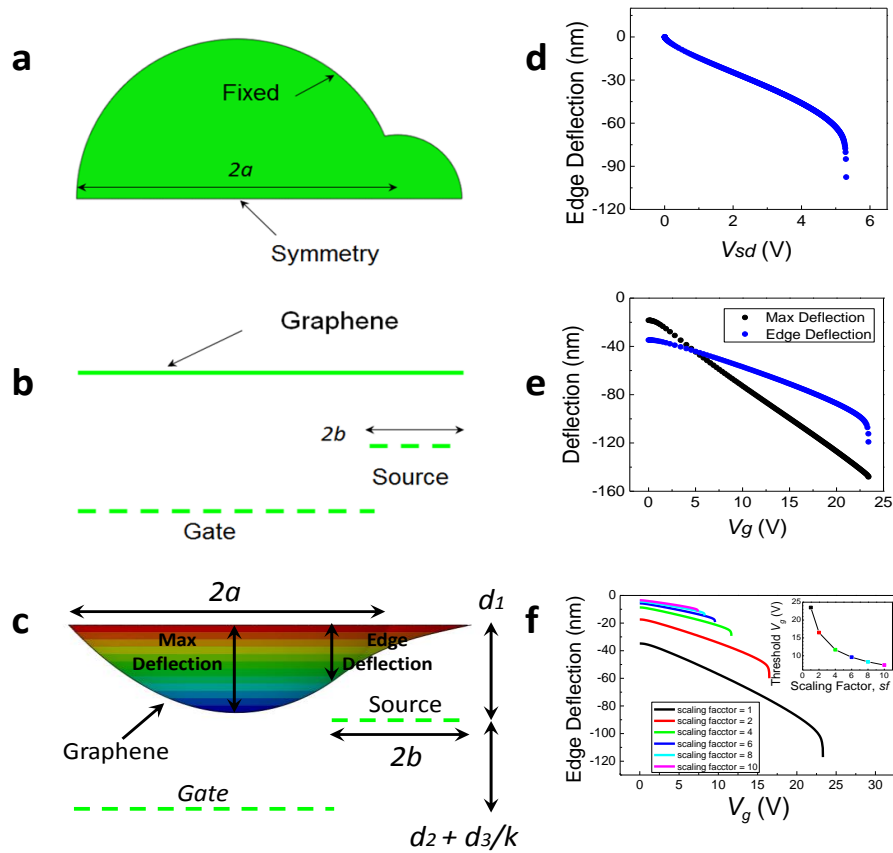 a
Fixed
2a
Symmetry
b
Graphene
2b
Source
Gate
c
2a
d1
Max
Deflection
Edge
Deflection
Source
Graphene
2b
Gate
d2 + d3/k
d
0
-30
-60
-90
-120
Edge Deflection (nm)
0 2 4 6
Vsd (V)
e
0
-40
-80
-120
-160
Deflection (nm)
Max Deflection
Edge Deflection
0 5 10 15 20 25
Vg (V)
f
0
-20
-40
-60
-80
-100
-120
Edge Deflection (nm)
scaling facctor = 1
scaling facctor = 2
scaling facctor = 4
scaling facctor = 6
scaling facctor = 8
scaling facctor = 10
0 5 10 15 20 25 30
Vg (V)
25
20
15
10
Threshold Vg (V)
0 2 4 6 8 10
Scaling Factor, sf